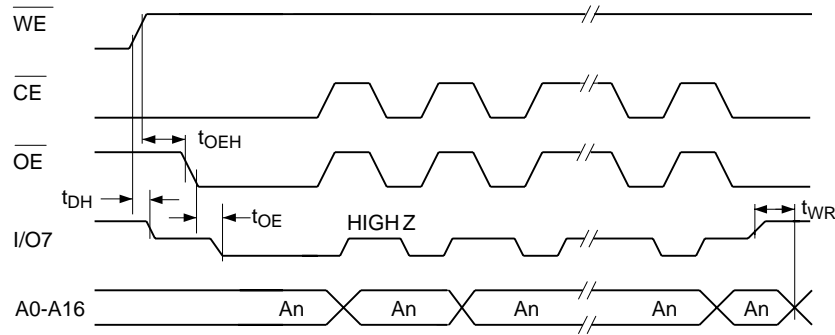 WE
CE
tOEH
OE
tDH
tOE
HIGH Z
tWR
I/O7
A0-A16 An An An An An